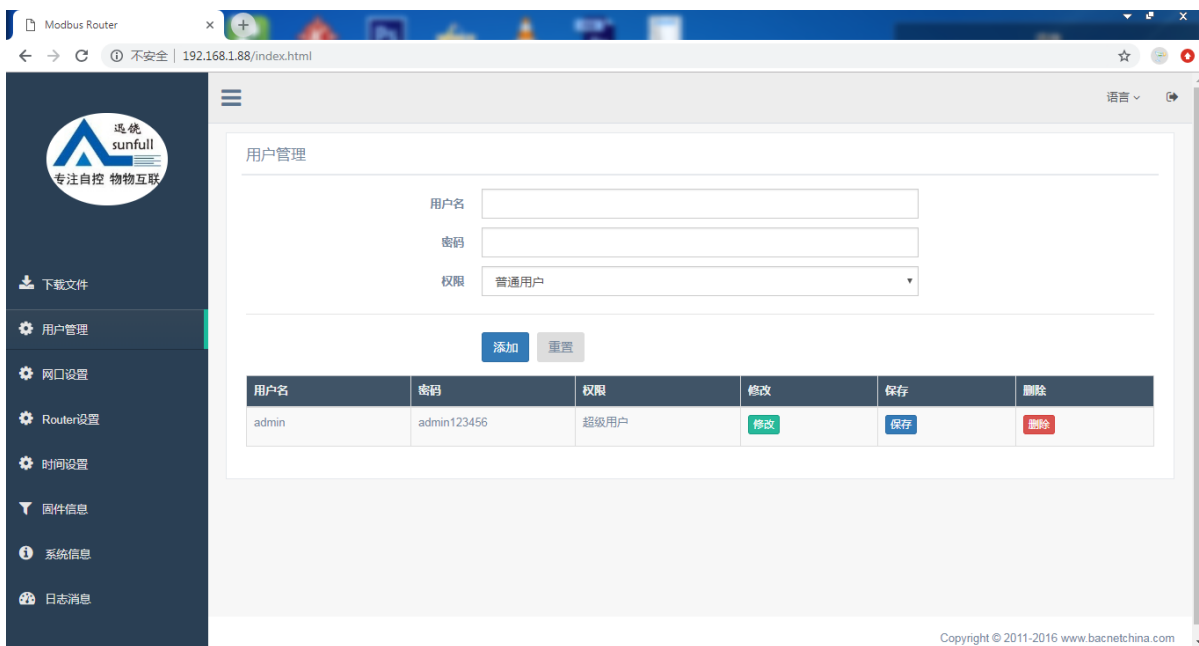 Modbus Router
不安全 192.168.1.88/index.html
语言
迅饶
sunfull
专注自控 物物互联
用户管理
用户名
密码
权限 普通用户
下载文件
用户管理
网口设置
Router设置
时间设置
固件信息
系统信息
日志消息
添加 重置
用户名 密码 权限 修改 保存 删除
admin admin123456 超级用户 修改 保存 删除
Copyright © 2011-2016 www.bacnetchina.com